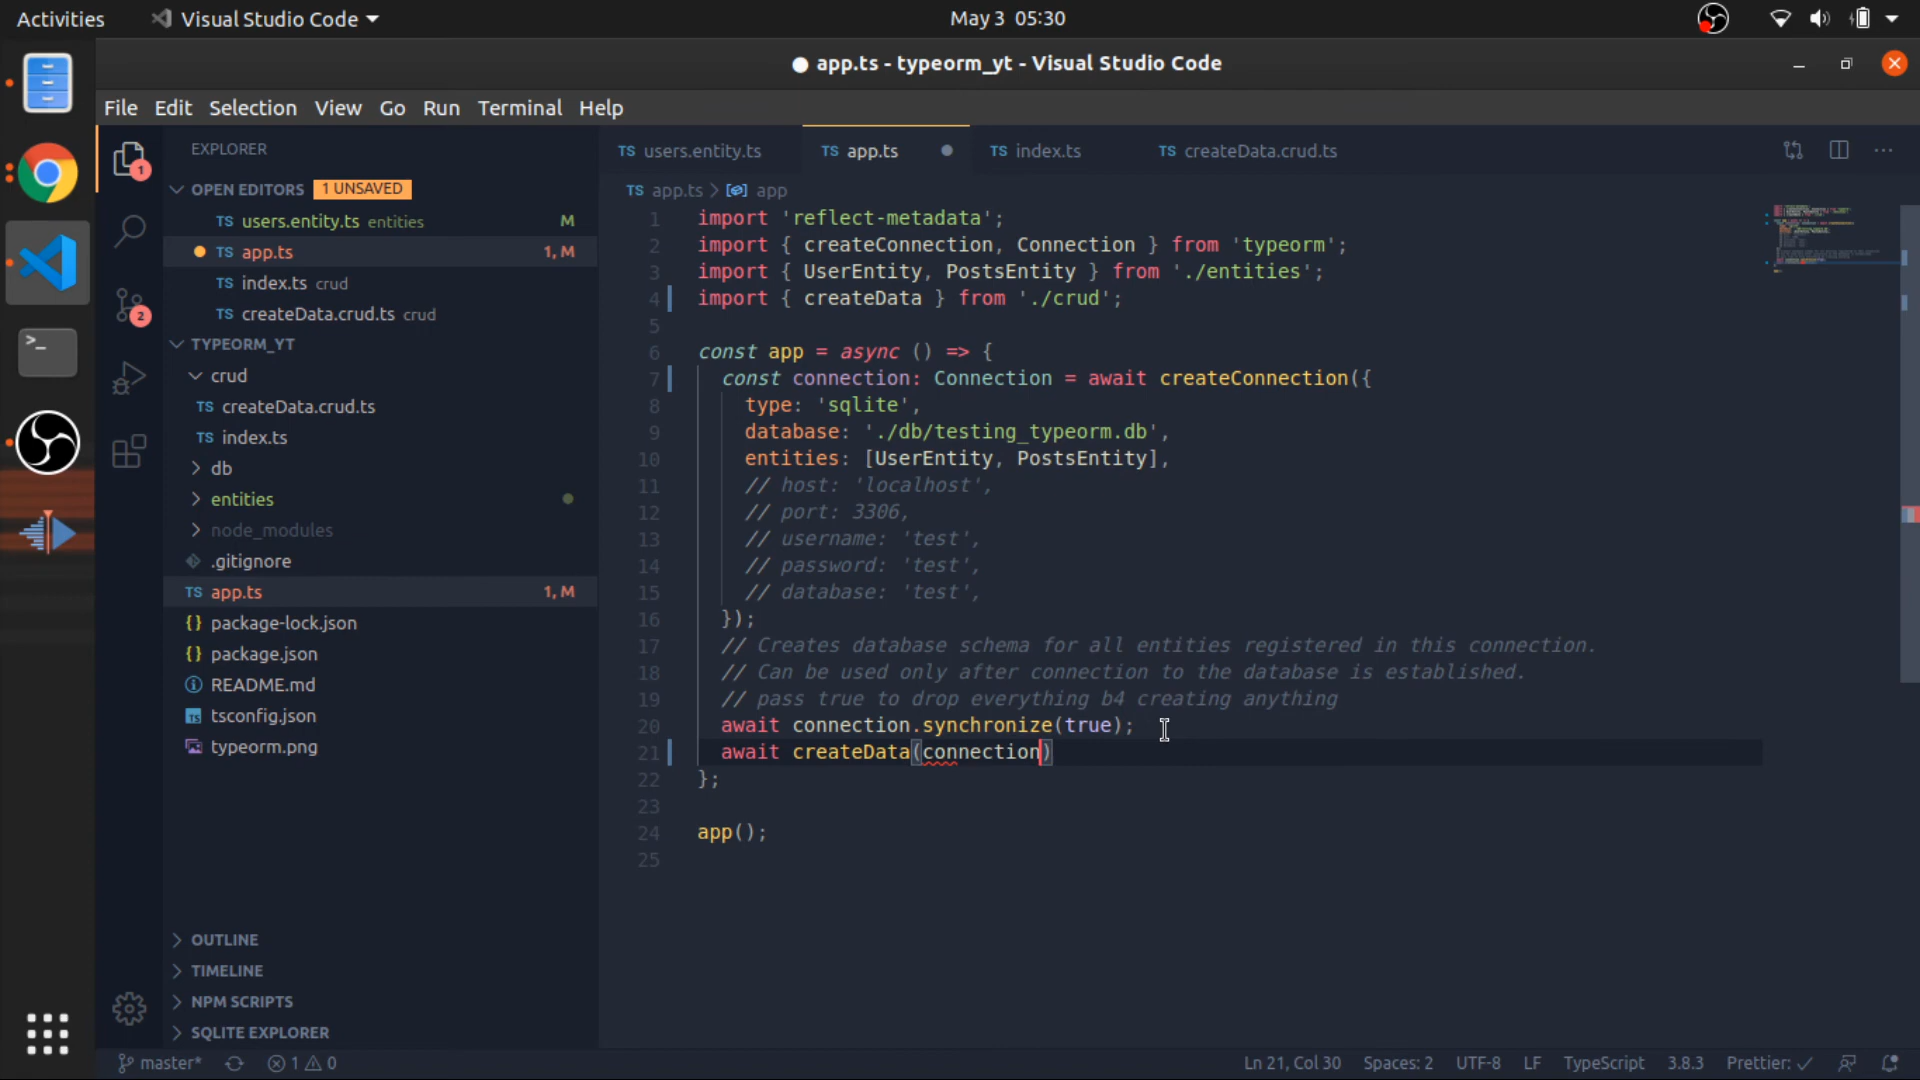 Activities
Visual Studio Code
May 3 05:30
app.ts - typeorm_yt - Visual Studio Code
File Edit Selection View Go Run Terminal Help
EXPLORER
OPEN EDITORS 1 UNSAVED
TS users.entity.ts entities M
TS app.ts 1, M
TS index.ts crud
TS createData.crud.ts crud
TYPEORM_YT
crud
TS createData.crud.ts
TS index.ts
db
entities
node_modules
.gitignore
TS app.ts 1, M
{} package-lock.json
{} package.json
README.md
TS tsconfig.json
typeorm.png
OUTLINE
TIMELINE
NPM SCRIPTS
SQLITE EXPLORER
1
2
TS users.entity.ts
TS app.ts
TS index.ts
TS createData.crud.ts
TS app.ts > app
1 import 'reflect-metadata';
2 import { createConnection, Connection } from 'typeorm';
3 import { UserEntity, PostsEntity } from './entities';
4 import { createData } from './crud';
5
6 const app = async () => {
7 const connection: Connection = await createConnection({
8 type: 'sqlite',
9 database: './db/testing_typeorm.db',
10 entities: [UserEntity, PostsEntity],
11 // host: 'localhost',
12 // port: 3306,
13 // username: 'test',
14 // password: 'test',
15 // database: 'test',
16 });
17 // Creates database schema for all entities registered in this connection.
18 // Can be used only after connection to the database is established.
19 // pass true to drop everything b4 creating anything
20 await connection.synchronize(true);
21 await createData(connection)
22 };
23
24 app();
25
master* 1 0
Ln 21, Col 30 Spaces: 2 UTF-8 LF TypeScript 3.8.3 Prettier: ✓